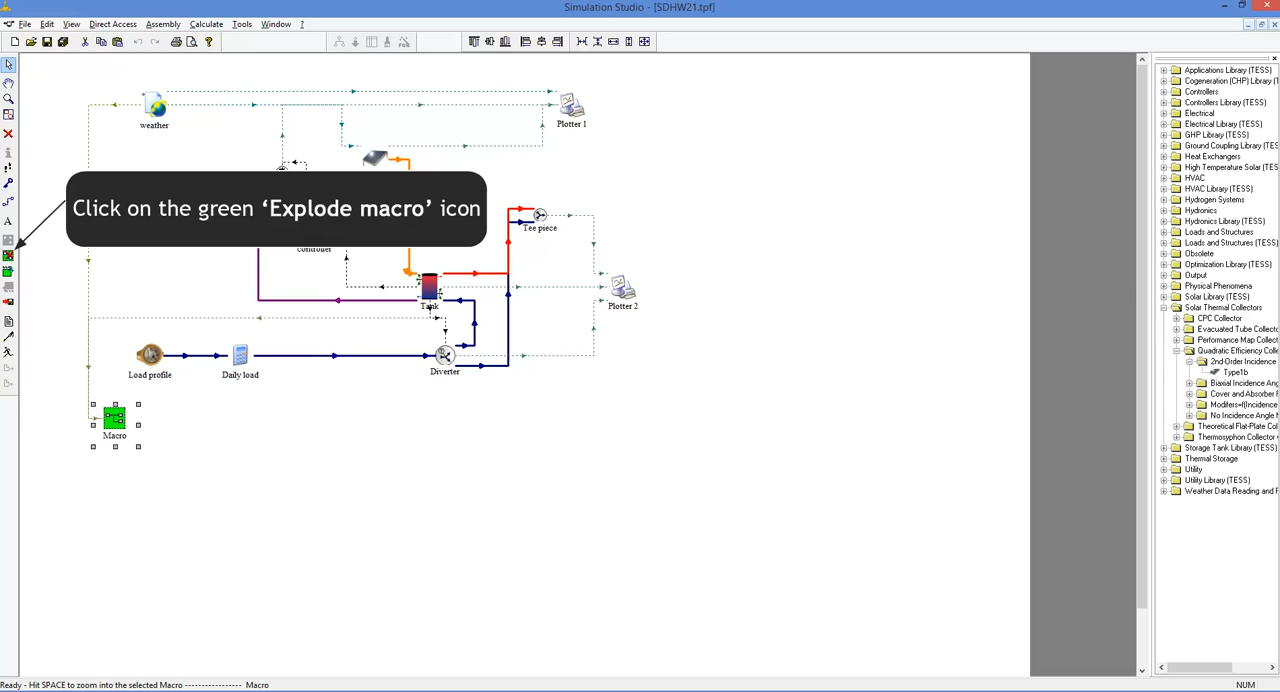 Simulation Studio - [SDHW21.tpf]
File Edit View Direct Access Assembly Calculate Tools Window ?
weather
Plotter 1
Click on the green ‘Explode macro’ icon
Tee piece
controller
Tank
Plotter 2
Load profile
Daily load
Diverter
Macro
Applications Library (TESS)
Cogeneration (CHP) Library (T
Controllers
Controllers Library (TESS)
Electrical
Electrical Library (TESS)
GHP Library (TESS)
Ground Coupling Library (TESS
Heat Exchangers
High Temperature Solar (TESS
HVAC
HVAC Library (TESS)
Hydrogen Systems
Hydronics
Hydronics Library (TESS)
Loads and Structures
Loads and Structures (TESS)
Obsolete
Optimization Library (TESS)
Output
Physical Phenomena
Solar Library (TESS)
Solar Thermal Collectors
CPC Collector
Evacuated Tube Collecto
Performance Map Collect
Quadratic Efficiency Coll
2nd-Order Incidence
Type1b
Biaxial Incidence Ang
Cover and Absorber F
Modifers=f(Incidence
No Incidence Angle M
Theoretical Flat-Plate Col
Thermosyphon Collector
Storage Tank Library (TESS)
Thermal Storage
Utility
Utility Library (TESS)
Weather Data Reading and F
Ready - Hit SPACE to zoom into the selected Macro ----------------- Macro
NUM